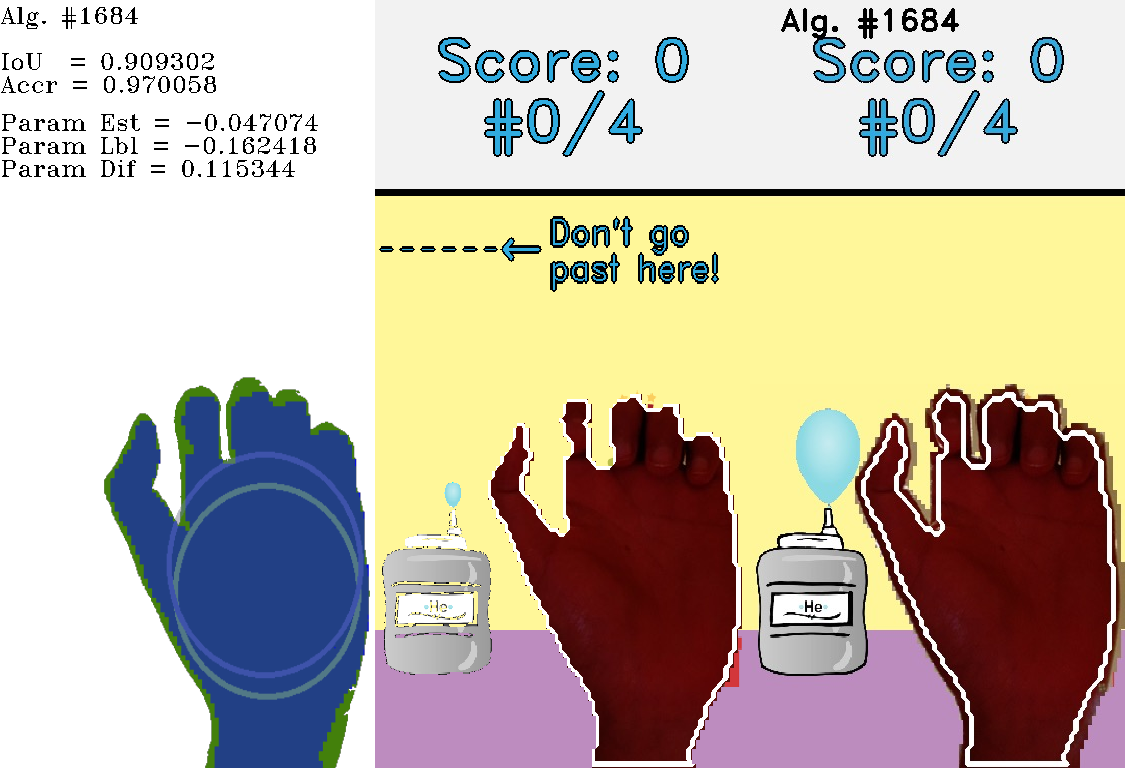 Alg. #1684
IoU = 0.909302
Accr = 0.970058
Param Est = -0.047074
Param Lbl = -0.162418
Param Dif = 0.115344
Score: 0
#0/4
Don't go
past here!
He
Alg. #1684
Score: 0
#0/4
He